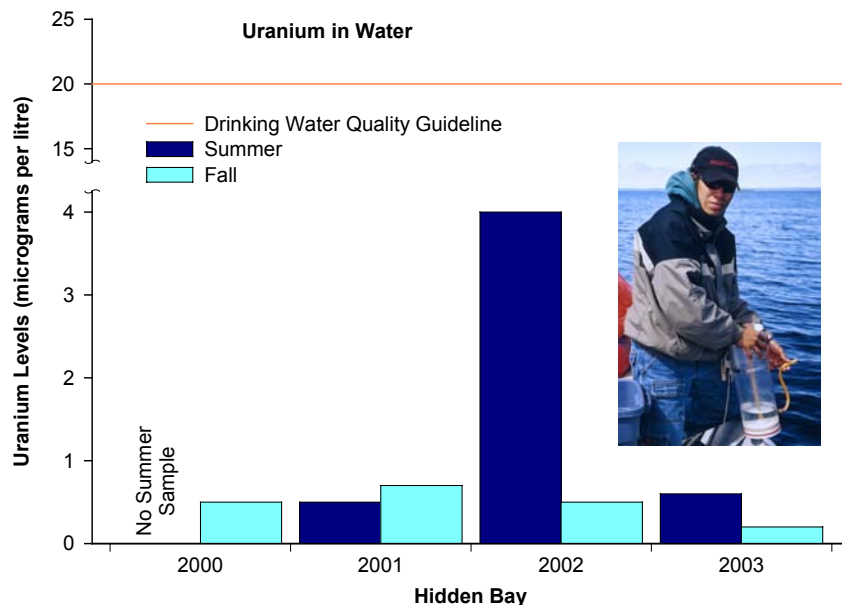 Uranium in Water
Uranium Levels (micrograms per litre)
25
20
15
4
3
2
1
0
Drinking Water Quality Guideline
Summer
Fall
No Summer
Sample
2000
2001
2002
2003
Hidden Bay